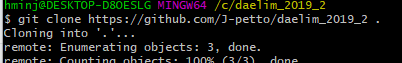 hminj@DESKTOP-D8OESLG MINGW64 /c/daelim_2019_2
$ git clone https://github.com/J-petto/daelim_2019_2 .
Cloning into '.'...
remote: Enumerating objects: 3, done.
remote: Counting objects: 100% (3/3), done.